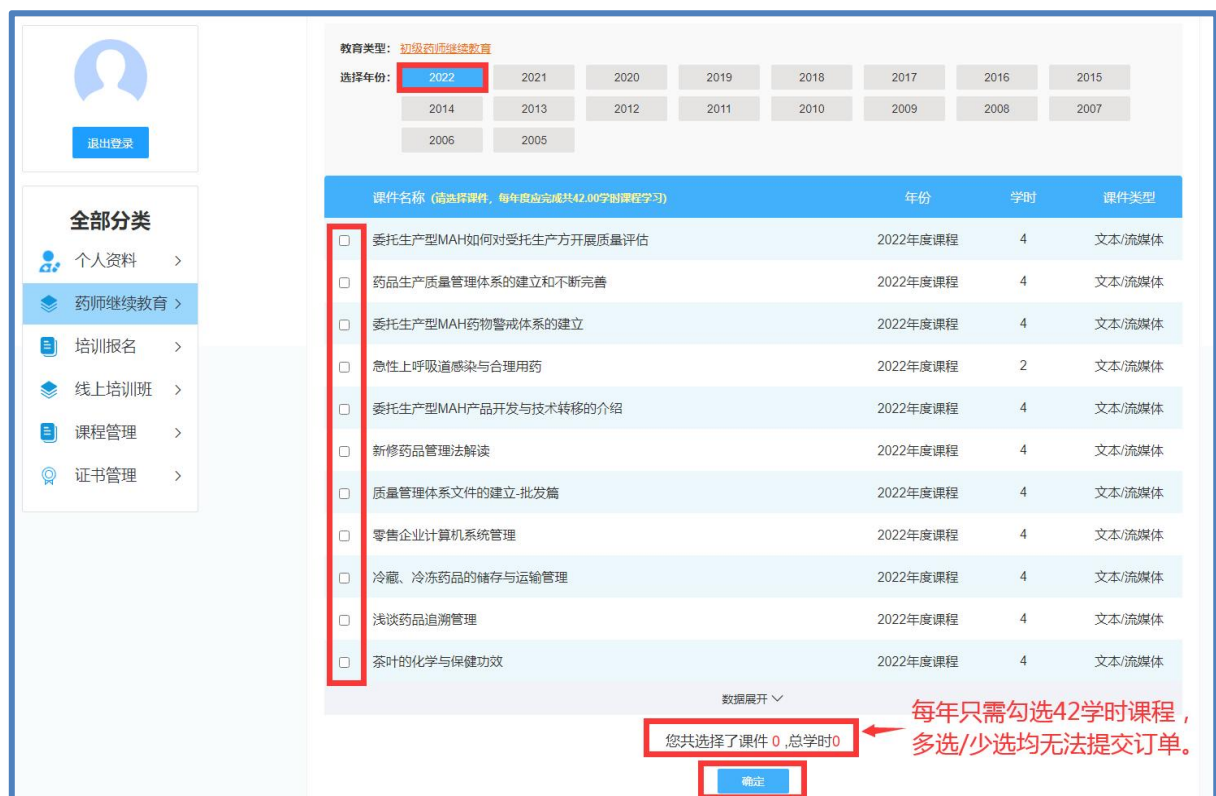 退出登录
全部分类
个人资料 >
药师继续教育 >
培训报名 >
线上培训班 >
课程管理 >
证书管理 >
教育类型: 初级药师继续教育
选择年份: 2022 2021 2020 2019 2018 2017 2016 2015
2014 2013 2012 2011 2010 2009 2008 2007
2006 2005
课件名称 (请选择课件，每年度应完成共42.00学时课程学习) 年份 学时 课件类型
委托生产型MAH如何对受托生产方开展质量评估 2022年度课程 4 文本/流媒体
药品生产质量管理体系的建立和不断完善 2022年度课程 4 文本/流媒体
委托生产型MAH药物警戒体系的建立 2022年度课程 4 文本/流媒体
急性上呼吸道感染与合理用药 2022年度课程 2 文本/流媒体
委托生产型MAH产品开发与技术转移的介绍 2022年度课程 4 文本/流媒体
新修药品管理法解读 2022年度课程 4 文本/流媒体
质量管理体系文件的建立-批发篇 2022年度课程 4 文本/流媒体
零售企业计算机系统管理 2022年度课程 4 文本/流媒体
冷藏、冷冻药品的储存与运输管理 2022年度课程 4 文本/流媒体
浅谈药品追溯管理 2022年度课程 4 文本/流媒体
茶叶的化学与保健功效 2022年度课程 4 文本/流媒体
数据展开
您共选择了课件 0 ,总学时0
每年只需勾选42学时课程，
多选/少选均无法提交订单。
确定